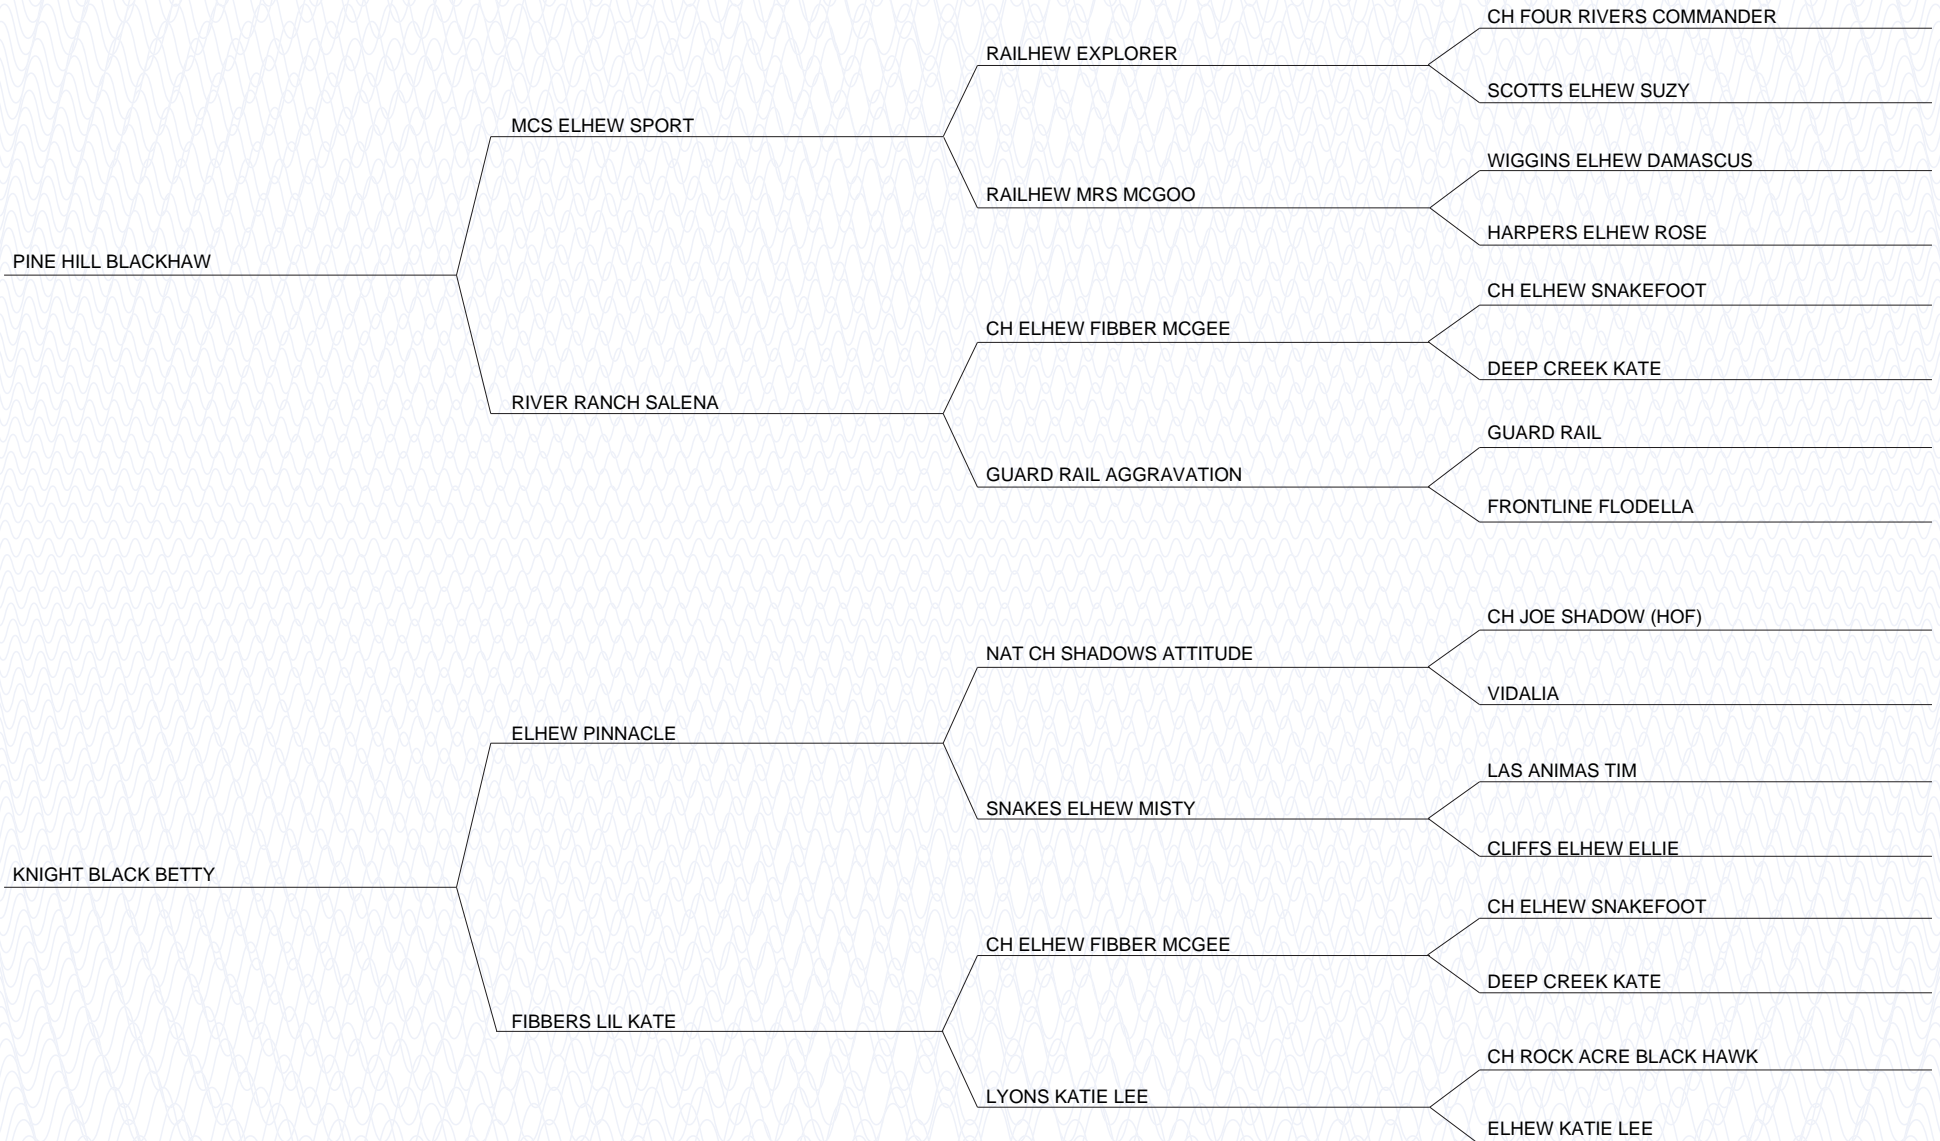 CH FOUR RIVERS COMMANDER
RAILHEW EXPLORER
SCOTTS ELHEW SUZY
MCS ELHEW SPORT
WIGGINS ELHEW DAMASCUS
RAILHEW MRS MCGOO
HARPERS ELHEW ROSE
PINE HILL BLACKHAW
CH ELHEW SNAKEFOOT
CH ELHEW FIBBER MCGEE
DEEP CREEK KATE
RIVER RANCH SALENA
GUARD RAIL
GUARD RAIL AGGRAVATION
FRONTLINE FLODELLA
CH JOE SHADOW (HOF)
NAT CH SHADOWS ATTITUDE
VIDALIA
ELHEW PINNACLE
LAS ANIMAS TIM
SNAKES ELHEW MISTY
CLIFFS ELHEW ELLIE
KNIGHT BLACK BETTY
CH ELHEW SNAKEFOOT
CH ELHEW FIBBER MCGEE
DEEP CREEK KATE
FIBBERS LIL KATE
CH ROCK ACRE BLACK HAWK
LYONS KATIE LEE
ELHEW KATIE LEE